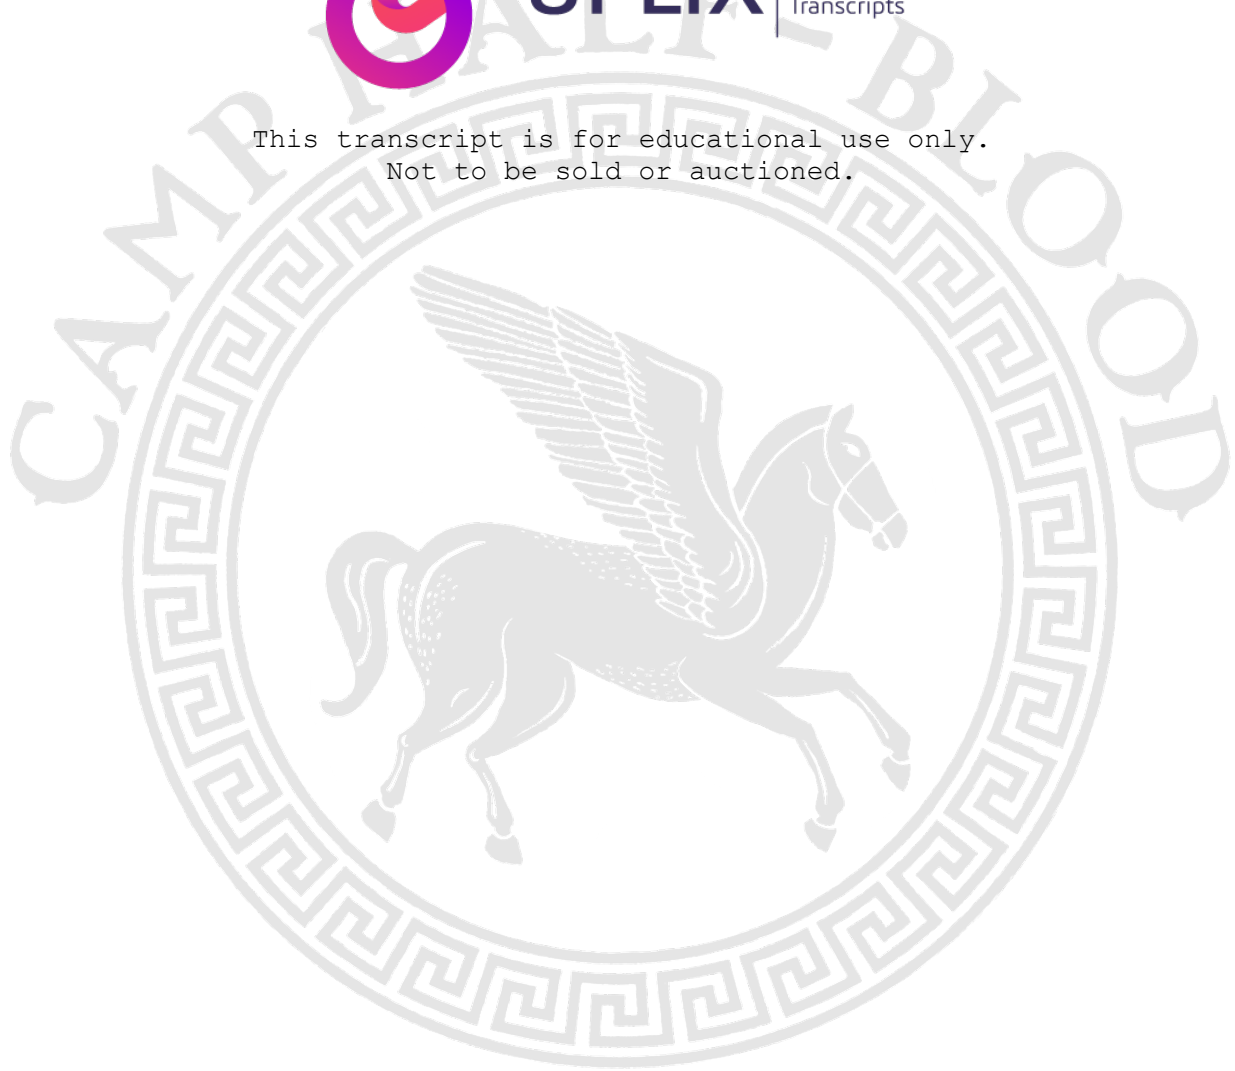 Transcripts
CAMP HALF-BLOOD
This transcript is for educational use only.
Not to be sold or auctioned.